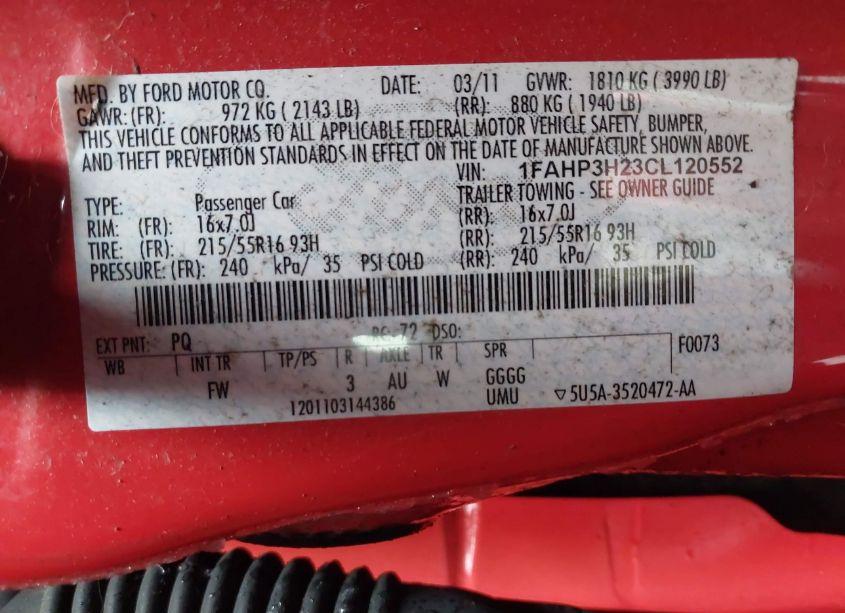 MFD. BY FORD MOTOR CO. DATE: 03/11 GVWR: 1810 KG ( 3990 LB)
GAWR: (FR): 972 KG ( 2143 LB) (RR): 880 KG ( 1940 LB)
THIS VEHICLE CONFORMS TO ALL APPLICABLE FEDERAL MOTOR VEHICLE SAFETY, BUMPER,
AND THEFT PREVENTION STANDARDS IN EFFECT ON THE DATE OF MANUFACTURE SHOWN ABOVE.
VIN: 1FAHP3H23CL120552
TYPE: Passenger Car TRAILER TOWING - SEE OWNER GUIDE
RIM: (FR): 16x7.0J (RR): 16x7.0J
TIRE: (FR): 215/55R16 93H (RR): 215/55R16 93H
PRESSURE: (FR): 240 kPa/ 35 PSI COLD (RR): 240 kPa/ 35 PSI COLD
EXT PNT: PQ RC: 72 DSO: F0073
WB INT TR TP/PS R AXLE TR SPR
FW 3 AU W GGGG
UMU
1201103144386 ▽5U5A-3520472-AA